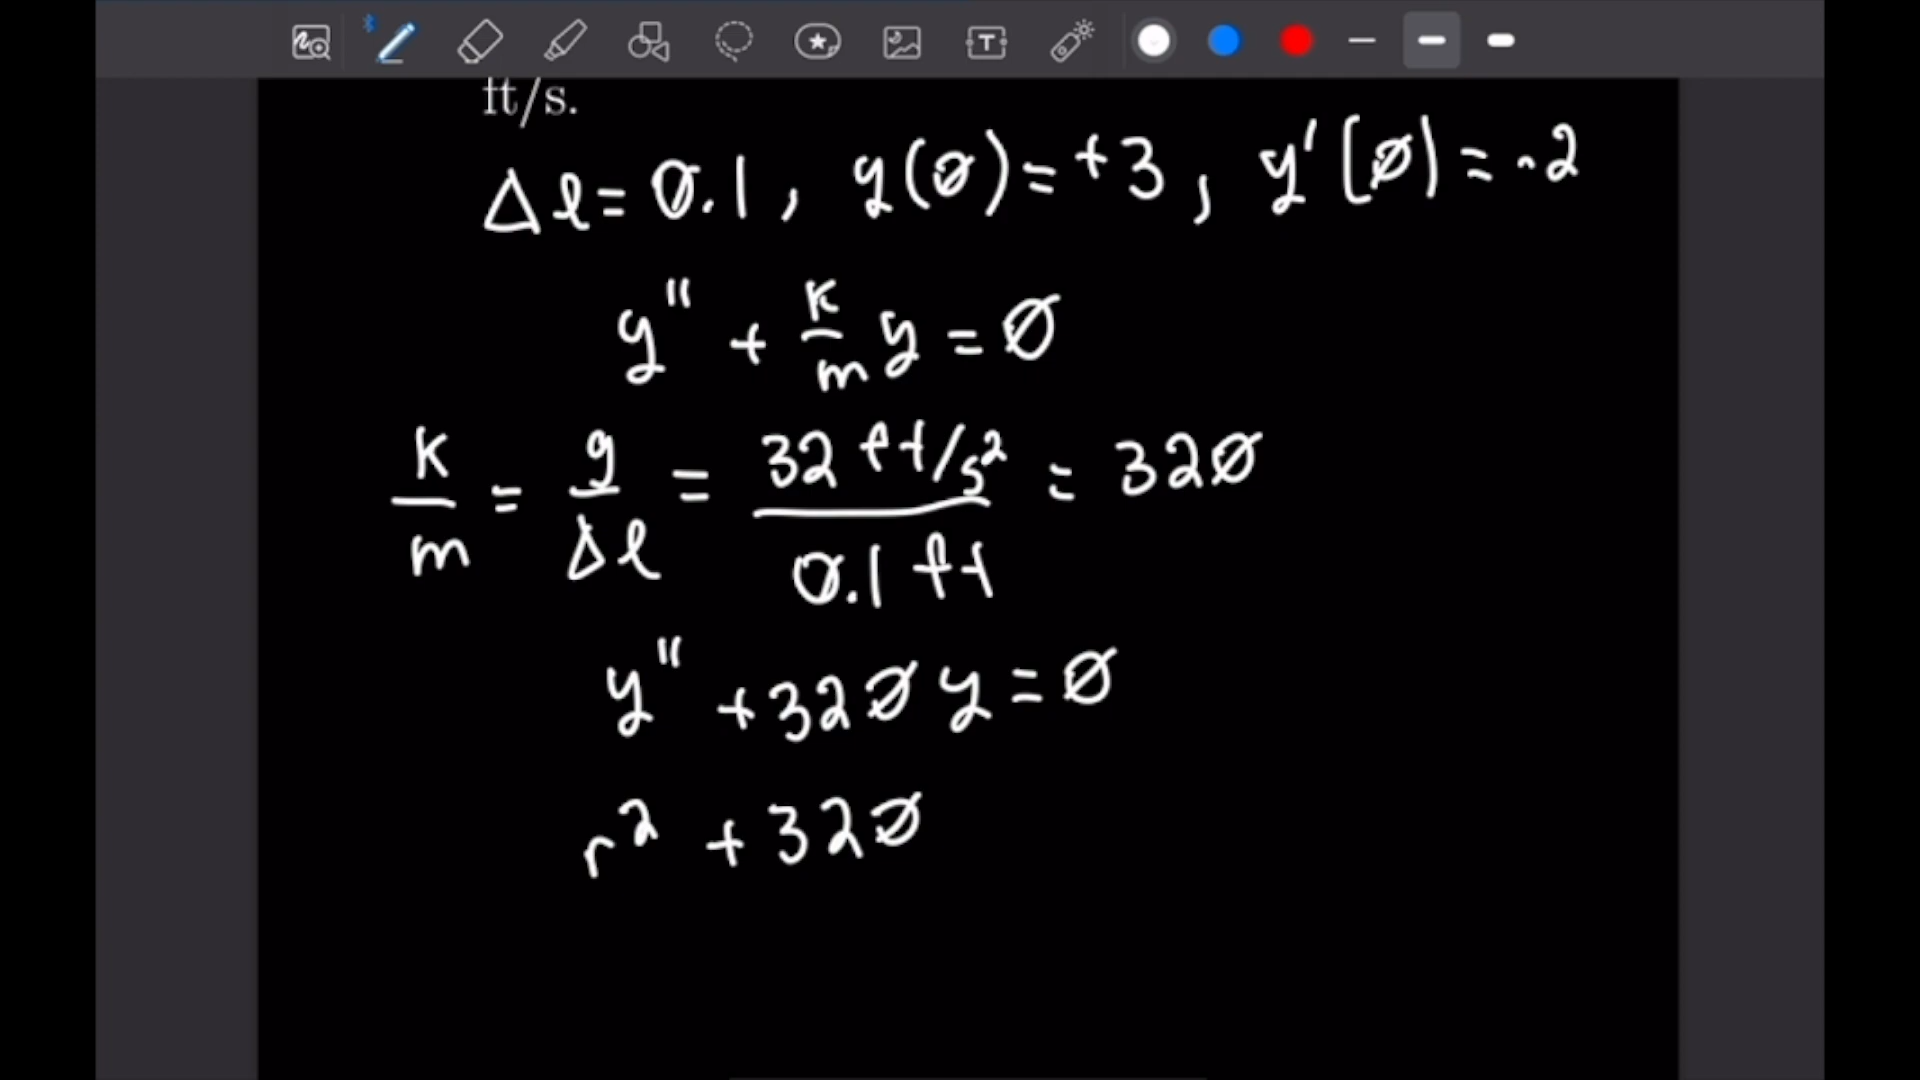 ft/s.
Δl = 0.1, y(0) = +3, y'(0) = -2
y'' + k/m y = 0
k/m = g/Δl = 32 ft/s² / 0.1 ft = 320
y'' + 320 y = 0
r² + 320